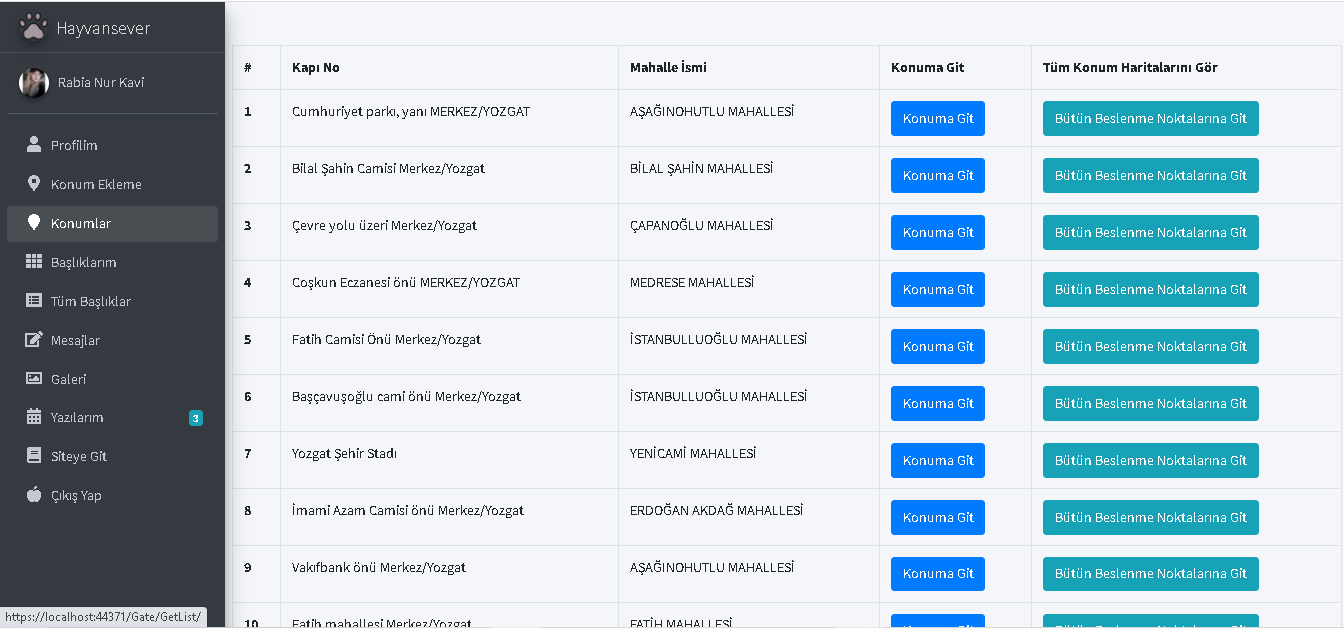 Hayvansever
Rabia Nur Kavi
Profilim
Konum Ekleme
Konumlar
Başlıklarım
Tüm Başlıklar
Mesajlar
Galeri
Yazılarım 3
Siteye Git
Çıkış Yap
https://localhost:44371/Gate/GetList/
# Kapı No Mahalle İsmi Konuma Git Tüm Konum Haritalarını Gör
1 Cumhuriyet parkı, yanı MERKEZ/YOZGAT AŞAĞINOHUTLU MAHALLESİ Konuma Git Bütün Beslenme Noktalarına Git
2 Bilal Şahin Camisi Merkez/Yozgat BİLAL ŞAHİN MAHALLESİ Konuma Git Bütün Beslenme Noktalarına Git
3 Çevre yolu üzeri Merkez/Yozgat ÇAPANOĞLU MAHALLESİ Konuma Git Bütün Beslenme Noktalarına Git
4 Coşkun Eczanesi önü MERKEZ/YOZGAT MEDRESE MAHALLESİ Konuma Git Bütün Beslenme Noktalarına Git
5 Fatih Camisi Önü Merkez/Yozgat İSTANBULLUOĞLU MAHALLESİ Konuma Git Bütün Beslenme Noktalarına Git
6 Başçavuşoğlu cami önü Merkez/Yozgat İSTANBULLUOĞLU MAHALLESİ Konuma Git Bütün Beslenme Noktalarına Git
7 Yozgat Şehir Stadı YENİCAMİ MAHALLESİ Konuma Git Bütün Beslenme Noktalarına Git
8 İmami Azam Camisi önü Merkez/Yozgat ERDOĞAN AKDAĞ MAHALLESİ Konuma Git Bütün Beslenme Noktalarına Git
9 Vakıfbank önü Merkez/Yozgat AŞAĞINOHUTLU MAHALLESİ Konuma Git Bütün Beslenme Noktalarına Git
10 Fatih mahallesi Merkez/Yozgat FATİH MAHALLESİ